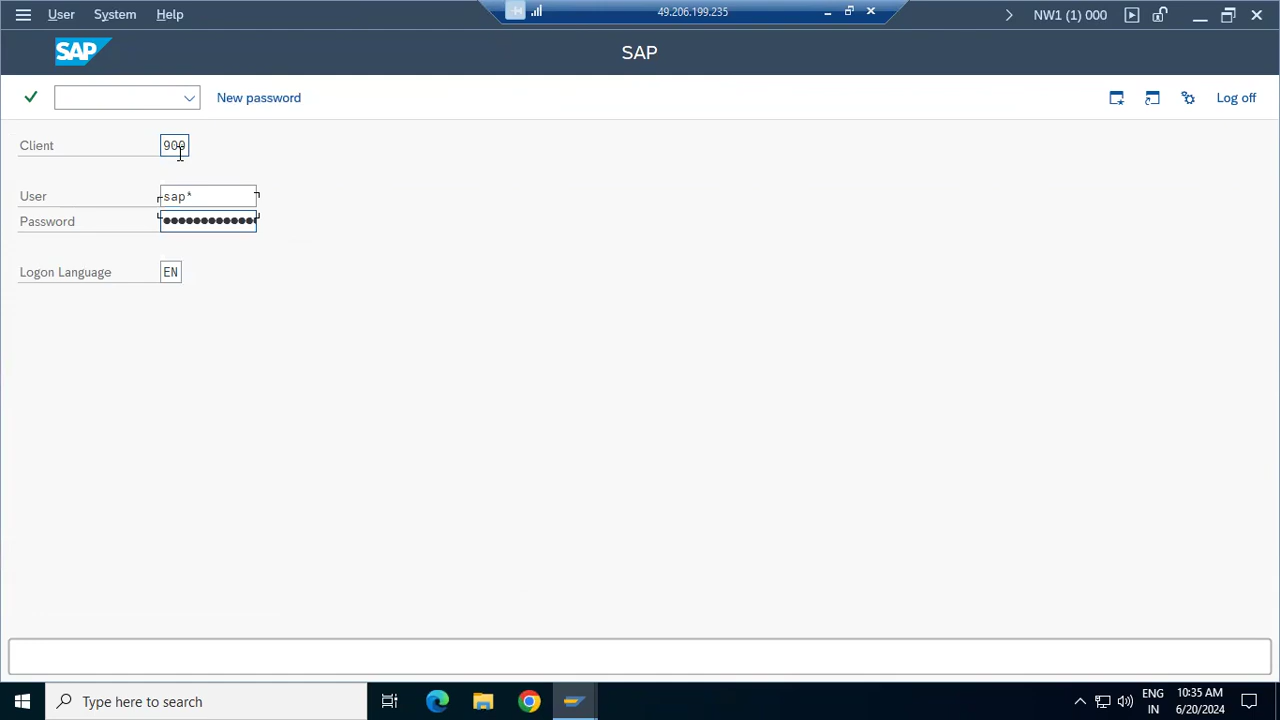 User System Help 49.206.199.235 NW1 (1) 000
SAP SAP
New password Log off
Client 900
User sap*
Password
Logon Language EN
Type here to search ENG 10:35 AM
IN 6/20/2024